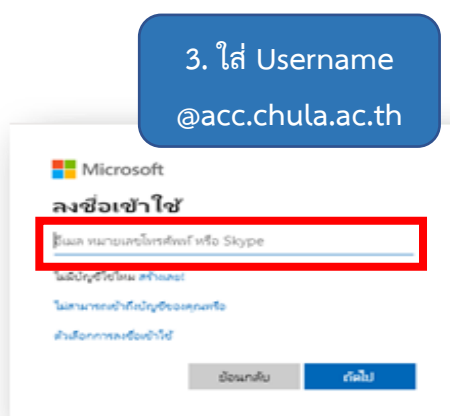 3. ใส่ Username
@acc.chula.ac.th
Microsoft
ลงชื่อเข้าใช้
อีเมล หมายเลขโทรศัพท์ หรือ Skype
ไม่มีบัญชีใช่ไหม สร้างเลย!
ไม่สามารถเข้าถึงบัญชีของคุณหรือ
ตัวเลือกการลงชื่อเข้าใช้
ย้อนกลับ ถัดไป